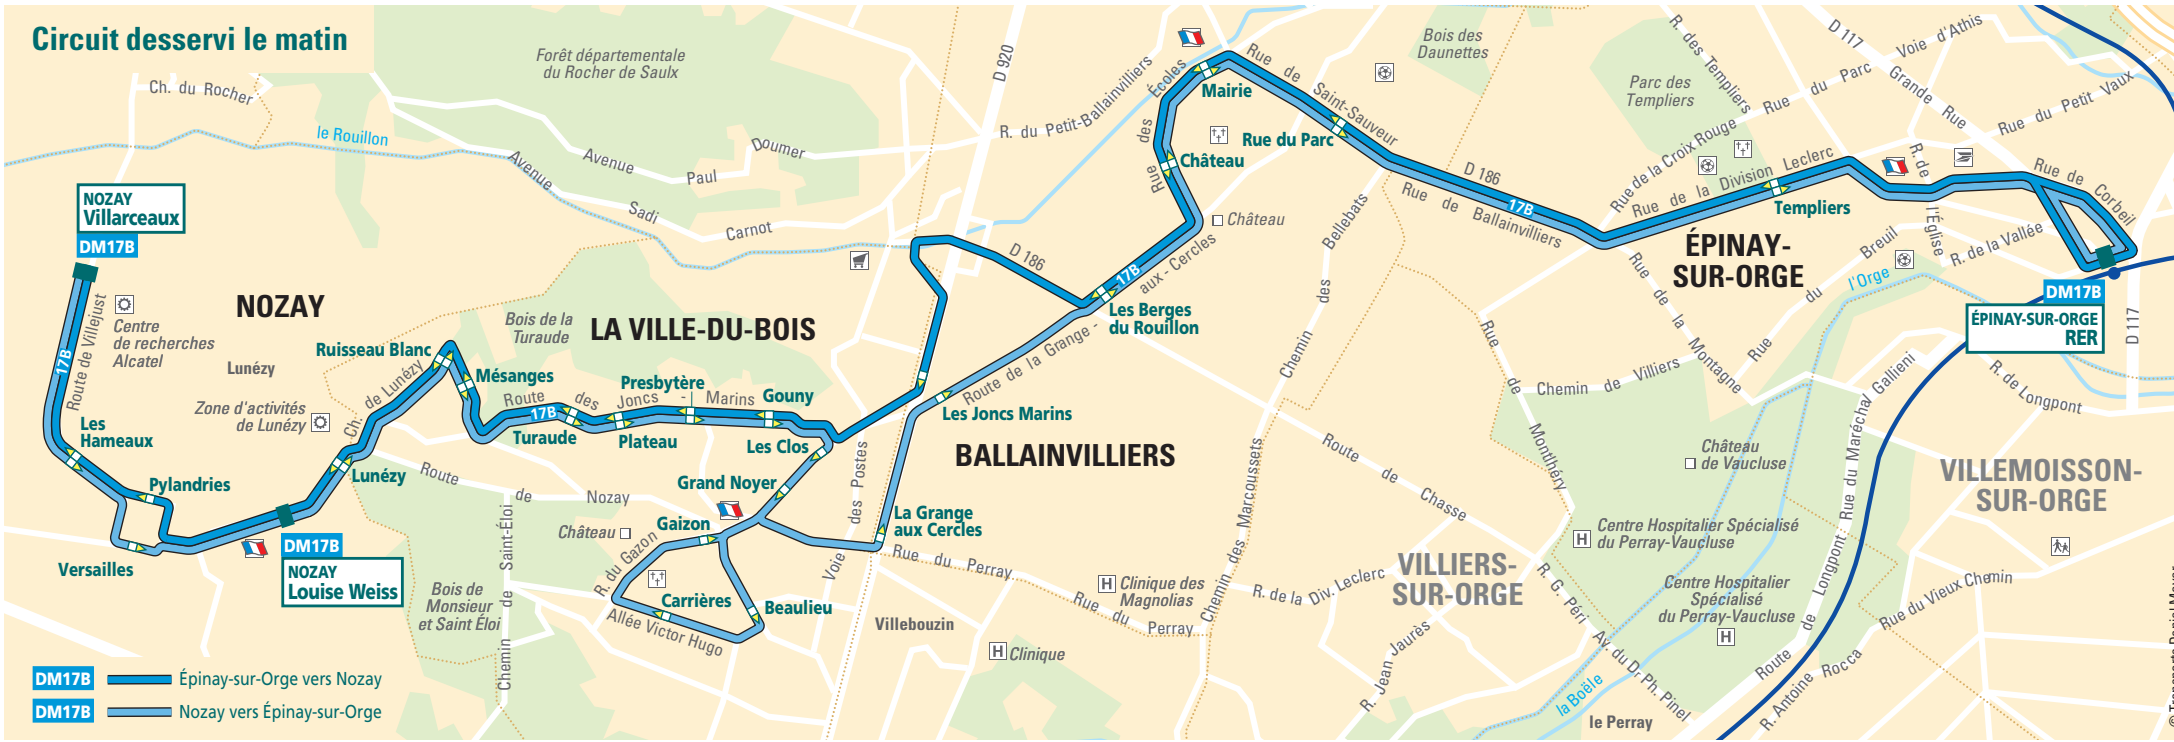 Circuit desservi le matin
Forêt départementale
du Rocher de Saulx
Ch. du Rocher
le Rouillon
Avenue
Paul
Doumer
Avenue
Sadi
Carnot
D 920
R. du Petit-Ballainvilliers
Rue
des
Écoles
Mairie
Rue de Saint-Sauveur
Rue du Parc
Château
Château
Bois des
Daunettes
Parc des
Templiers
R. des Templiers
D 117
Voie d'Athis
Grande Rue
Rue du Parc
Rue du Petit Vaux
Rue de la Croix Rouge
Rue de la Division Leclerc
R. de
l'Église
Rue de Corbeil
D 186
17B
Rue de Ballainvilliers
Templiers
ÉPINAY-
SUR-ORGE
Rue du Breuil
R. de la Vallée
l'Orge
DM17B
ÉPINAY-SUR-ORGE
RER
D 117
R. de Longpont
NOZAY
Villarceaux
DM17B
17B
Route de Villejust
Centre
de recherches
Alcatel
NOZAY
Lunézy
Zone d'activités
de Lunézy
Les
Hameaux
Pylandries
Versailles
DM17B
NOZAY
Louise Weiss
Lunézy
Ch. de Lunézy
Ruisseau Blanc
Mésanges
Bois de la
Turaude
LA VILLE-DU-BOIS
Route des Joncs - Marins
17B
Turaude
Plateau
Presbytère
Gouny
Les Clos
Grand Noyer
Gaizon
Carrières
Beaulieu
Route de Nozay
Château
R. du Gazon
Allée Victor Hugo
Bois de
Monsieur
et Saint Éloi
Chemin de Saint-Éloi
Voie des Postes
La Grange
aux Cercles
Les Joncs Marins
BALLAINVILLIERS
D 186
17B
Les Berges
du Rouillon
Route de la Grange - aux - Cercles
Chemin des Bellebats
Chemin des Marcoussets
Rue du Perray
Rue du Perray
Villebouzin
Clinique
Clinique des
Magnolias
Route de Chasse
R. de la Div. Leclerc
VILLIERS-
SUR-ORGE
R. Jean Jaurès
Rue de Montlhéry
Chemin de Villiers
Rue de la Montagne
R. G. Péri
Av. du Dr Ph. Pinel
Château
de Vaucluse
Centre Hospitalier Spécialisé
du Perray-Vaucluse
Centre Hospitalier
Spécialisé
du Perray-Vaucluse
la Boële
le Perray
Route de Longpont
Rue du Maréchal Gallieni
R. Antoine Rocca
Rue du Vieux Chemin
VILLEMOISSON-
SUR-ORGE
DM17B Épinay-sur-Orge vers Nozay
DM17B Nozay vers Épinay-sur-Orge